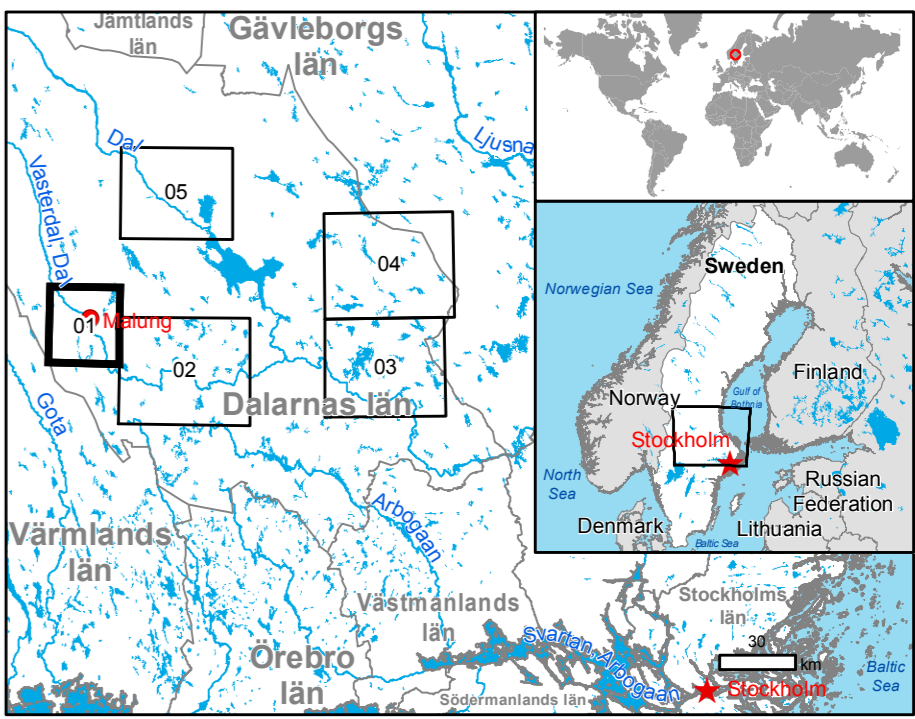 Jämtlands
län
Gävleborgs
län
Dal
Ljusna
Vasterdal, Dal
05
04
01
Malung
02
03
Dalarnas län
Gota
Arbogaan
Värmlands
län
Västmanlands
län
Örebro
län
Svartan, Arbogaan
Södermanlands län
Stockholms
län
30
km
Stockholm
Baltic
Sea
Sweden
Norwegian Sea
Finland
Norway
Gulf of
Bothnia
Stockholm
North
Sea
Russian
Federation
Denmark
Lithuania
Baltic Sea